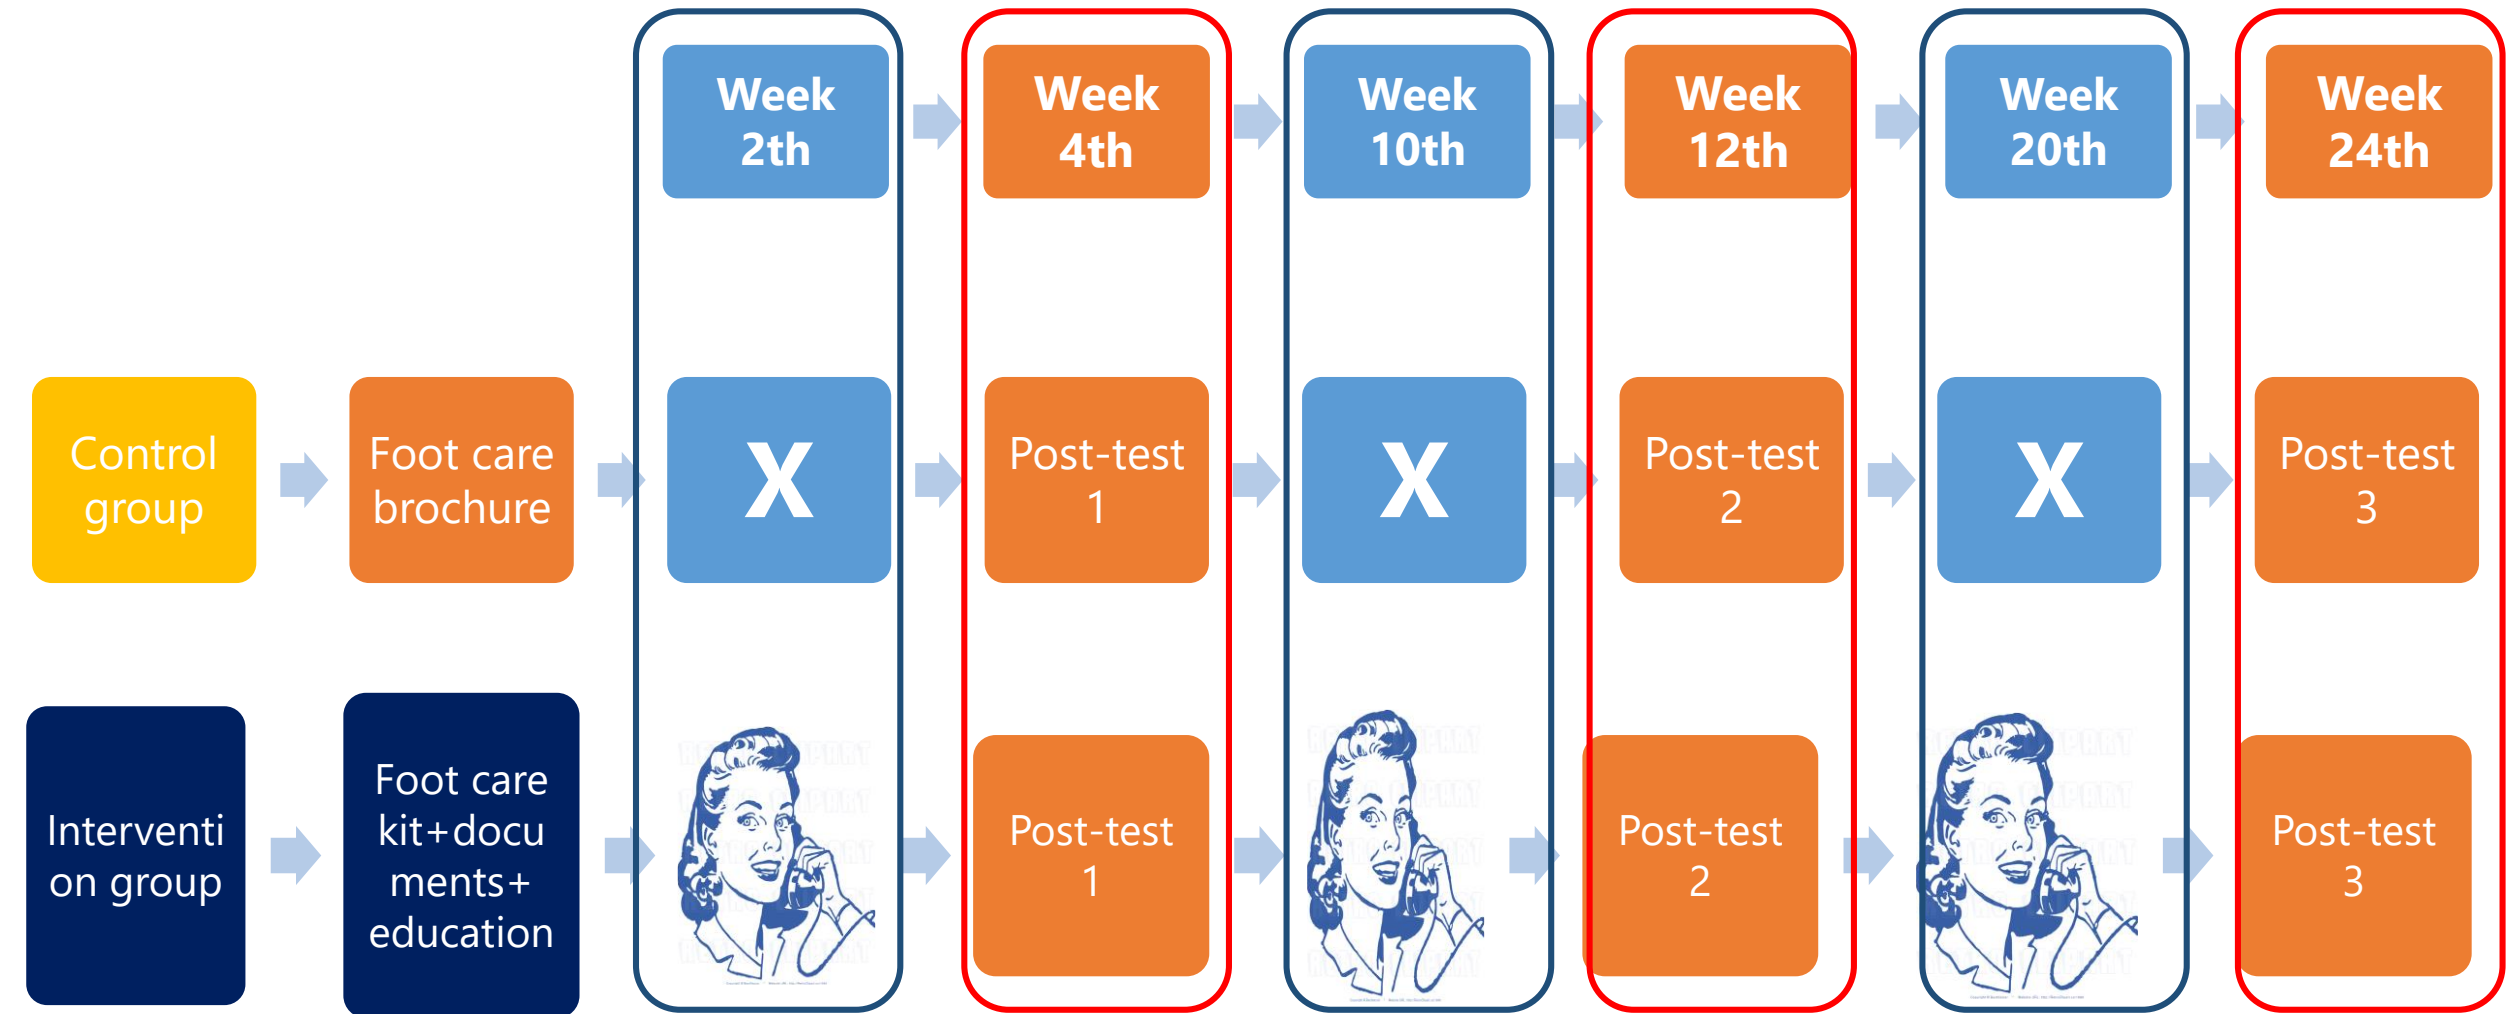 Week
2th
Week
4th
Week
10th
Week
12th
Week
20th
Week
24th
Control
group
Foot care
brochure
X
Post-test
1
X
Post-test
2
X
Post-test
3
Interventi
on group
Foot care
kit+docu
ments+
education
Post-test
1
Post-test
2
Post-test
3